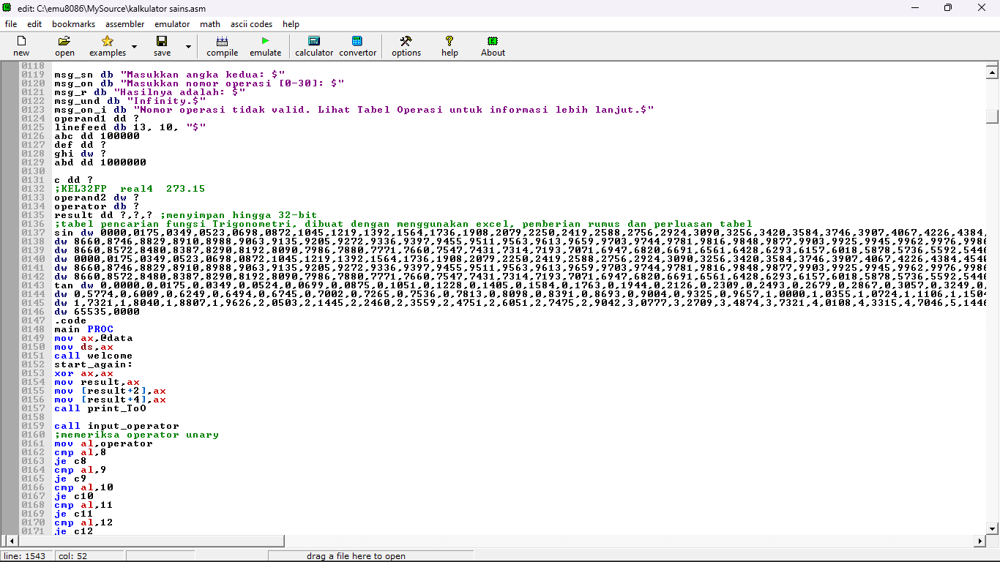 edit: C:\emu8086\MySource\kalkulator sains.asm
file edit bookmarks assembler emulator math ascii codes help
new open examples save compile emulate calculator convertor options help About
0118
0119 msg_sn db "Masukkan angka kedua: $"
0120 msg_on db "Masukkan nomor operasi [0-30]: $"
0121 msg_r db "Hasilnya adalah: $"
0122 msg_und db "Infinity.$"
0123 msg_on_i db "Nomor operasi tidak valid. Lihat Tabel Operasi untuk informasi lebih lanjut.$"
0124 operand1 dd ?
0125 linefeed db 13, 10, "$"
0126 abc dd 100000
0127 def dd ?
0128 ghi dw ?
0129 abd dd 1000000
0130
0131 c dd ?
0132 ;KEL32FP real4 273.15
0133 operand2 dw ?
0134 operator db ?
0135 result dd ?,?,? ;menyimpan hingga 32-bit
0136 ;tabel pencarian fungsi Trigonometri, dibuat dengan menggunakan excel, pemberian rumus dan perluasan tabel
0137 sin dw 0000,0175,0349,0523,0698,0872,1045,1219,1392,1564,1736,1908,2079,2250,2419,2588,2756,2924,3090,3256,3420,3584,3746,3907,4067,4226,4384,
0138 dw 8660,8746,8829,8910,8988,9063,9135,9205,9272,9336,9397,9455,9511,9563,9613,9659,9703,9744,9781,9816,9848,9877,9903,9925,9945,9962,9976,998
0139 dw 8660,8572,8480,8387,8290,8192,8090,7986,7880,7771,7660,7547,7431,7314,7193,7071,6947,6820,6691,6561,6428,6293,6157,6018,5878,5736,5592,544
0140 dw 0000,0175,0349,0523,0698,0872,1045,1219,1392,1564,1736,1908,2079,2250,2419,2588,2756,2924,3090,3256,3420,3584,3746,3907,4067,4226,4384,454
0141 dw 8660,8746,8829,8910,8988,9063,9135,9205,9272,9336,9397,9455,9511,9563,9613,9659,9703,9744,9781,9816,9848,9877,9903,9925,9945,9962,9976,998
0142 dw 8660,8572,8480,8387,8290,8192,8090,7986,7880,7771,7660,7547,7431,7314,7193,7071,6947,6820,6691,6561,6428,6293,6157,6018,5878,5736,5592,544
0143 tan dw 0,0000,0,0175,0,0349,0,0524,0,0699,0,0875,0,1051,0,1228,0,1405,0,1584,0,1763,0,1944,0,2126,0,2309,0,2493,0,2679,0,2867,0,3057,0,3249,0,
0144 dw 0,5774,0,6009,0,6249,0,6494,0,6745,0,7002,0,7265,0,7536,0,7813,0,8098,0,8391,0,8693,0,9004,0,9325,0,9657,1,0000,1,0355,1,0724,1,1106,1,150
0145 dw 1,7321,1,8040,1,8807,1,9626,2,0503,2,1445,2,2460,2,3559,2,4751,2,6051,2,7475,2,9042,3,0777,3,2709,3,4874,3,7321,4,0108,4,3315,4,7046,5,144
0146 dw 65535,0000
0147 .code
0148 main PROC
0149 mov ax,@data
0150 mov ds,ax
0151 call welcome
0152 start_again:
0153 xor ax,ax
0154 mov result,ax
0155 mov [result+2],ax
0156 mov [result+4],ax
0157 call print_ToO
0158
0159 call input_operator
0160 ;memeriksa operator unary
0161 mov al,operator
0162 cmp al,8
0163 je c8
0164 cmp al,9
0165 je c9
0166 cmp al,10
0167 je c10
0168 cmp al,11
0169 je c11
0170 cmp al,12
0171 je c12
line: 1543 col: 52 drag a file here to open